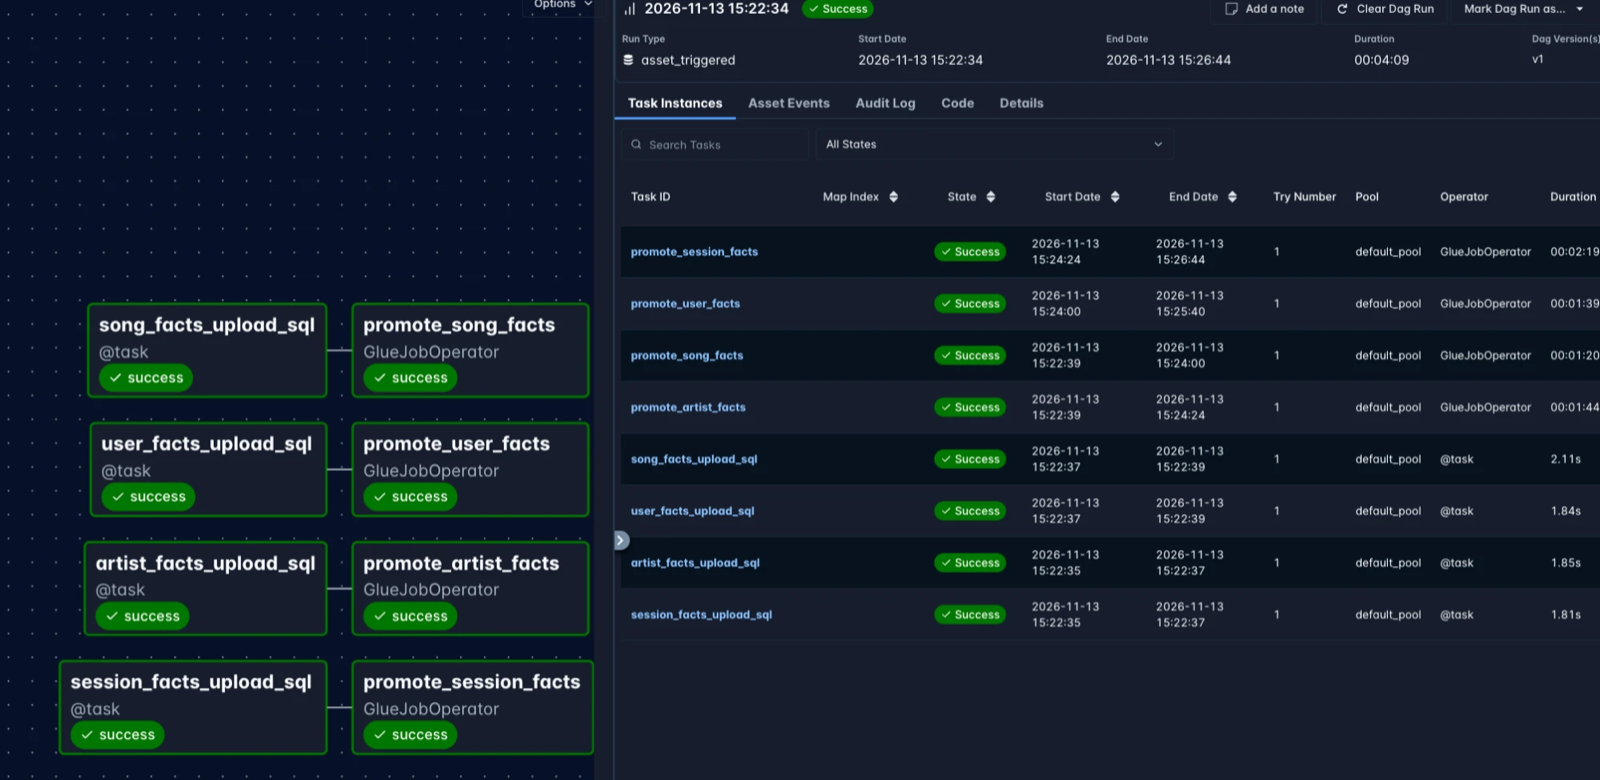 Options
song_facts_upload_sql
@task
success
promote_song_facts
GlueJobOperator
success
user_facts_upload_sql
@task
success
promote_user_facts
GlueJobOperator
success
artist_facts_upload_sql
@task
success
promote_artist_facts
GlueJobOperator
success
session_facts_upload_sql
@task
success
promote_session_facts
GlueJobOperator
success
2026-11-13 15:22:34 Success Add a note Clear Dag Run Mark Dag Run as...
Run Type Start Date End Date Duration Dag Version(s)
asset_triggered 2026-11-13 15:22:34 2026-11-13 15:26:44 00:04:09 v1
Task Instances Asset Events Audit Log Code Details
Search Tasks All States
Task ID Map Index State Start Date End Date Try Number Pool Operator Duration
promote_session_facts Success 2026-11-13 15:24:24 2026-11-13 15:26:44 1 default_pool GlueJobOperator 00:02:19
promote_user_facts Success 2026-11-13 15:24:00 2026-11-13 15:25:40 1 default_pool GlueJobOperator 00:01:39
promote_song_facts Success 2026-11-13 15:22:39 2026-11-13 15:24:00 1 default_pool GlueJobOperator 00:01:20
promote_artist_facts Success 2026-11-13 15:22:39 2026-11-13 15:24:24 1 default_pool GlueJobOperator 00:01:44
song_facts_upload_sql Success 2026-11-13 15:22:37 2026-11-13 15:22:39 1 default_pool @task 2.11s
user_facts_upload_sql Success 2026-11-13 15:22:37 2026-11-13 15:22:39 1 default_pool @task 1.84s
artist_facts_upload_sql Success 2026-11-13 15:22:35 2026-11-13 15:22:37 1 default_pool @task 1.85s
session_facts_upload_sql Success 2026-11-13 15:22:35 2026-11-13 15:22:37 1 default_pool @task 1.81s